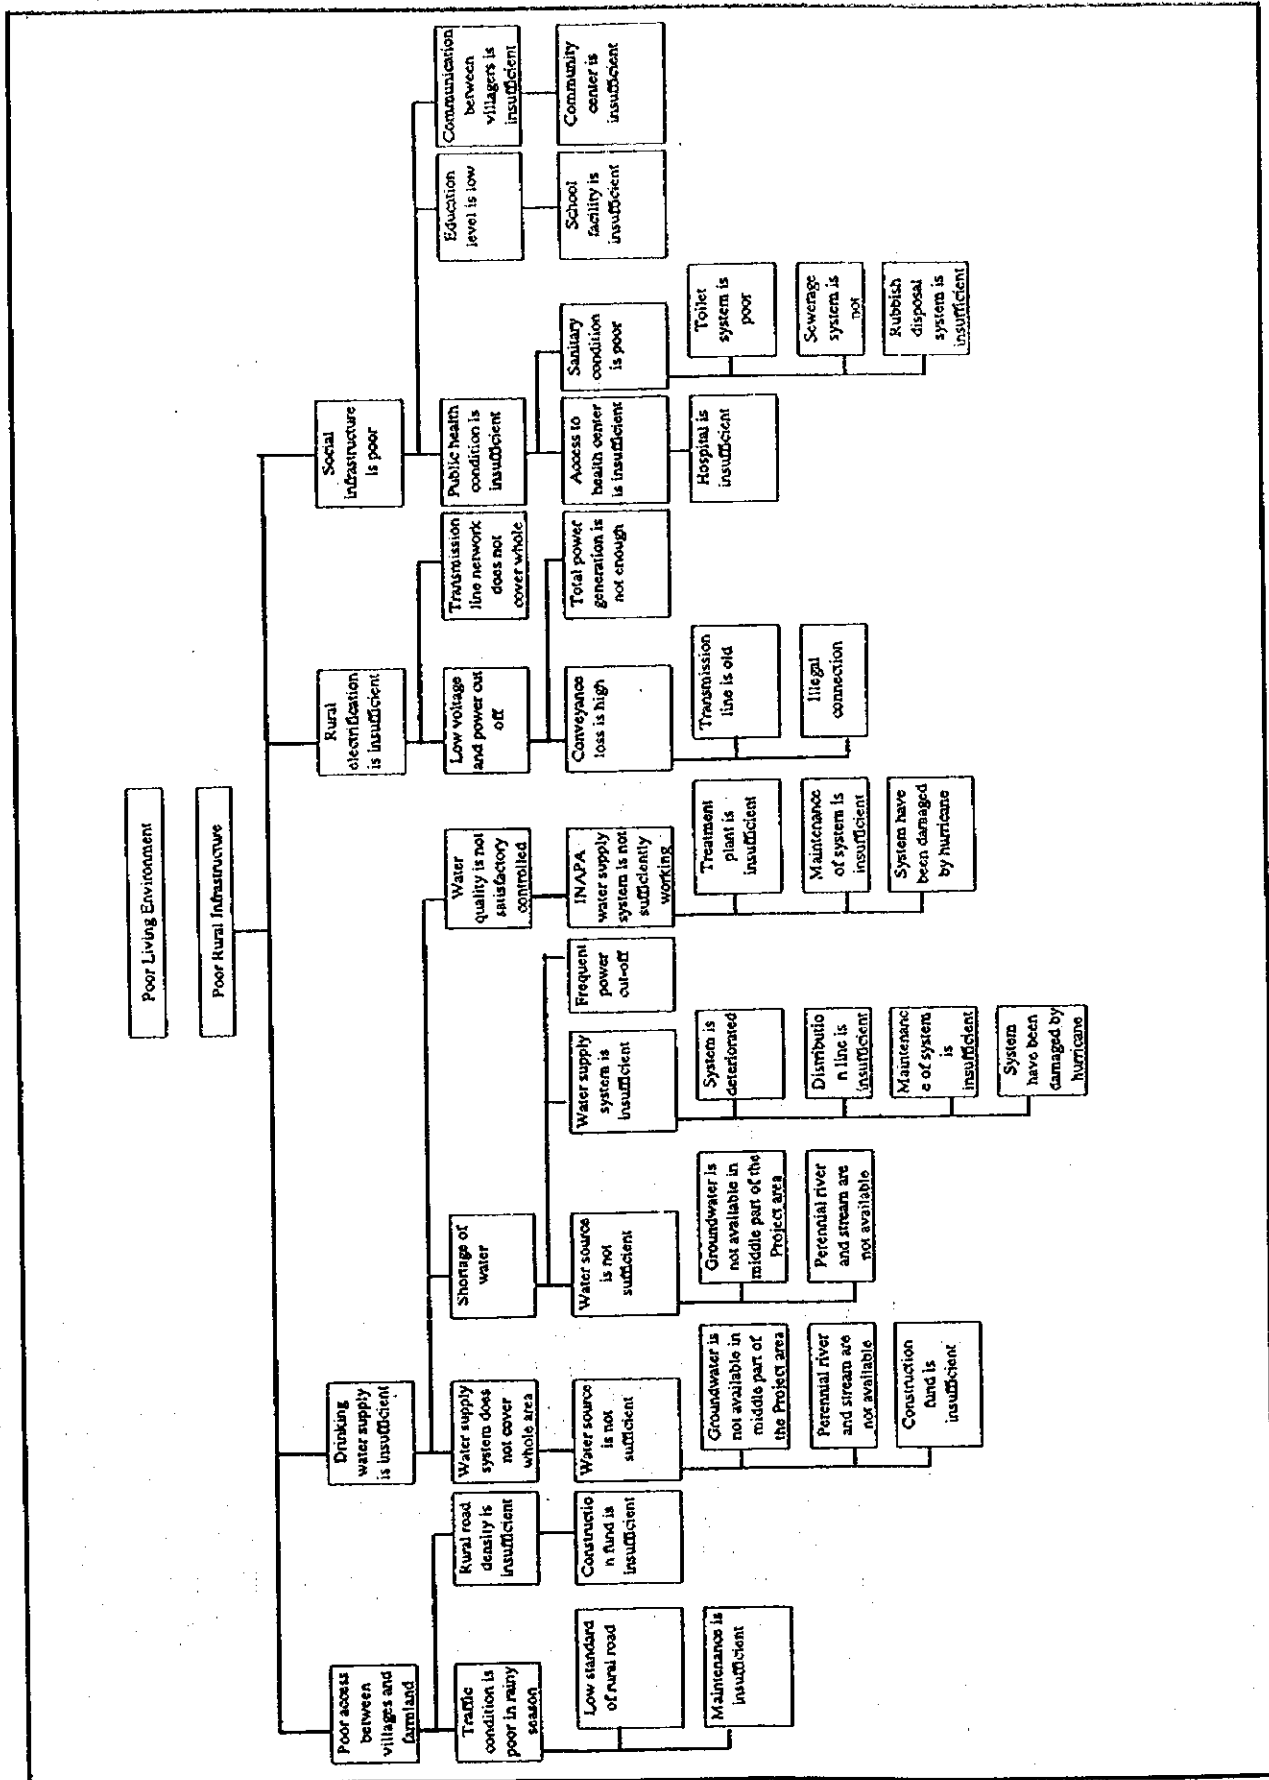 Poor Living Environment
Poor Rural Infrastructure
Poor access
between
villages and
farmland
Drinking
water supply
is insufficient
Rural
electrification
is insufficient
Social
infrastructure
is poor
Traffic
condition is
poor in rainy
season
Rural road
density is
insufficient
Water supply
system does
not cover
whole area
Shortage of
water
Water
quality is not
satisfactory
controlled
Low voltage
and power cut
off
Transmission
line network
does not
cover whole
Public health
condition is
insufficient
Education
level is low
Communication
between
villagers is
insufficient
Low standard
of rural road
Maintenance is
insufficient
Constructio
n fund is
insufficient
Water source
is not
sufficient
Groundwater is
not available in
middle part of
the Project area
Perennial river
and stream are
not available
Construction
fund is
insufficient
Water source
is not
sufficient
Groundwater is
not available in
middle part of the
Project area
Perennial river
and stream are
not available
Water supply
system is
insufficient
System is
deteriorated
Distributio
n line is
insufficient
Maintenanc
e of system
is
insufficient
System
have been
damaged by
hurricane
Frequent
power
cut-off
INAPA
water supply
system is not
sufficiently
working
Treatment
plant is
insufficient
Maintenance
of system is
insufficient
System have
been damaged
by hurricane
Conveyance
loss is high
Transmission
line is old
Illegal
connection
Total power
generation is
not enough
Access to
health center
is insufficient
Hospital is
insufficient
Sanitary
condition
is poor
Toilet
system is
poor
Sewerage
system is
not
Rubbish
disposal
system is
insufficient
School
facility is
insufficient
Community
center is
insufficient